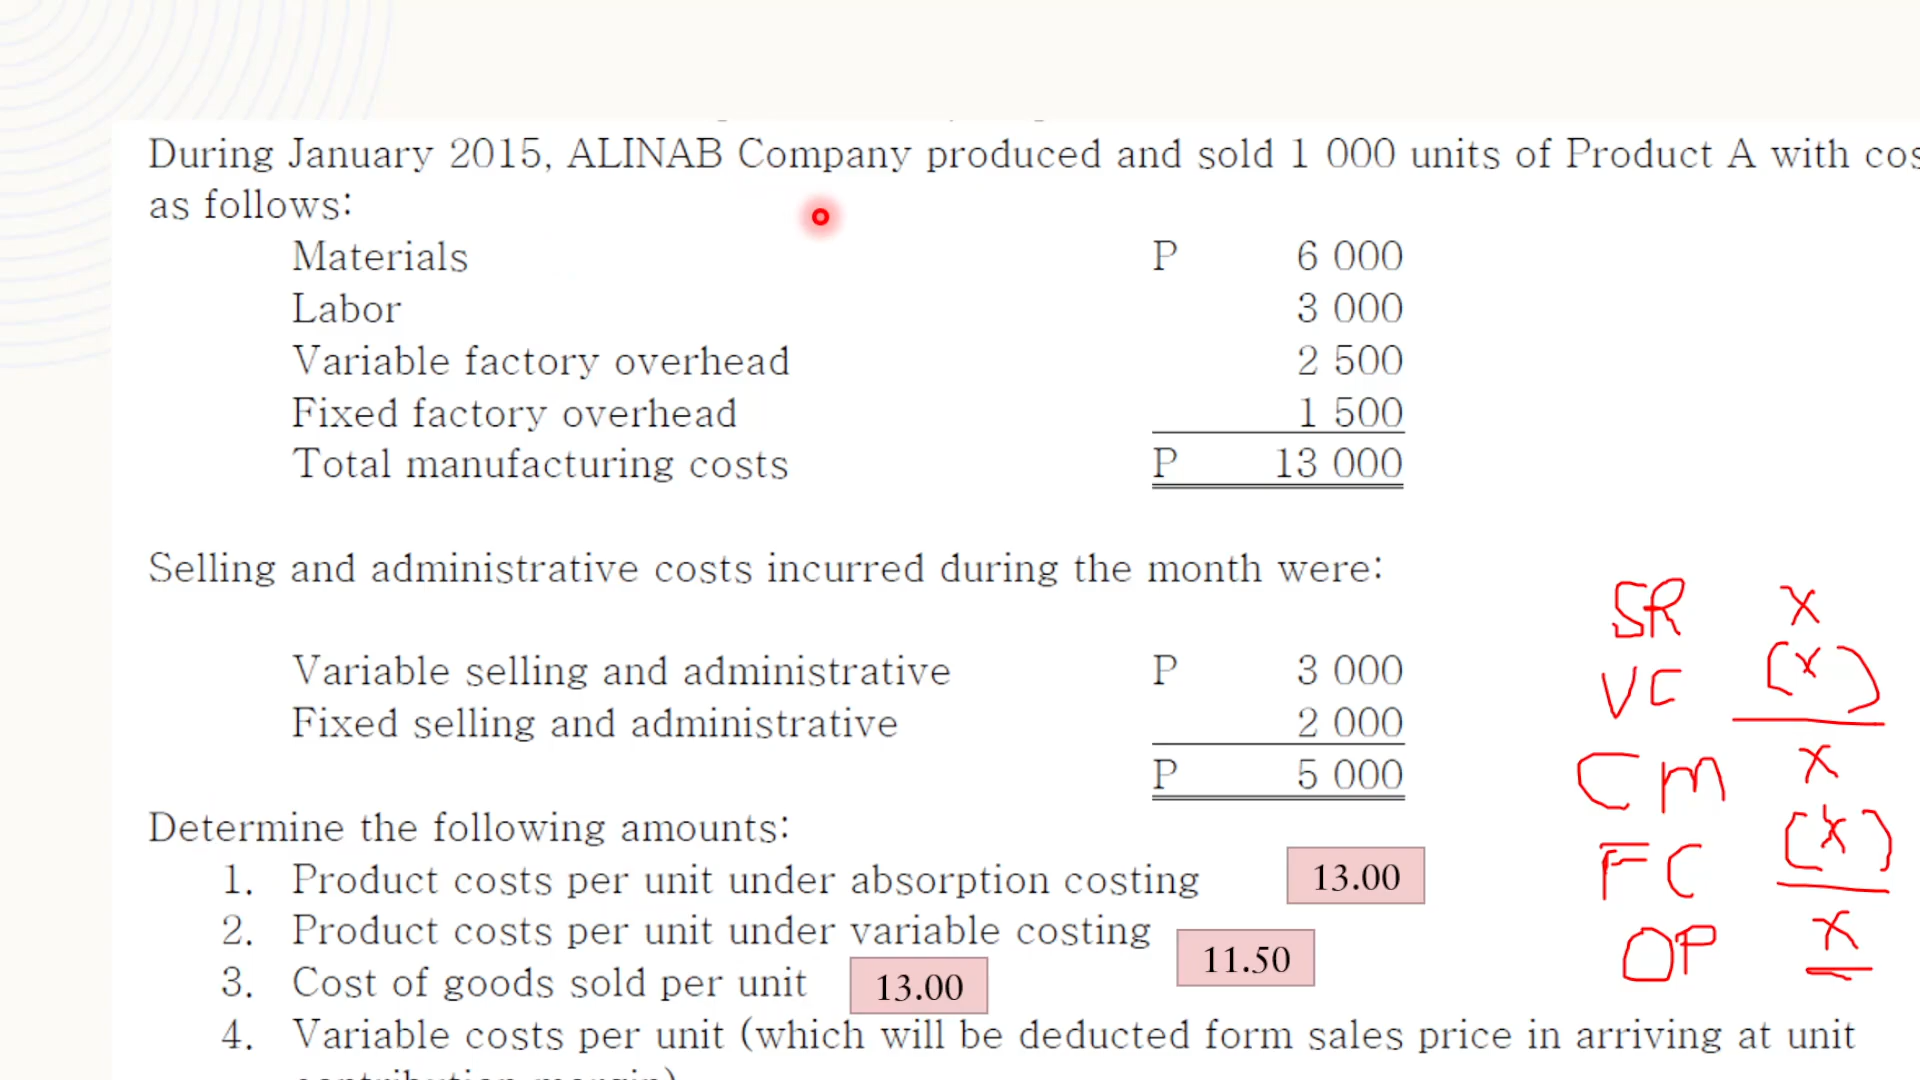 During January 2015, ALINAB Company produced and sold 1 000 units of Product A with
as follows:
Materials P 6 000
Labor 3 000
Variable factory overhead 2 500
Fixed factory overhead 1 500
Total manufacturing costs P 13 000
Selling and administrative costs incurred during the month were:
SR x
Variable selling and administrative P 3 000
VC (x)
Fixed selling and administrative 2 000
P 5 000
CM x
Determine the following amounts:
FC (x)
1. Product costs per unit under absorption costing 13.00
2. Product costs per unit under variable costing 11.50
OP x
3. Cost of goods sold per unit 13.00
4. Variable costs per unit (which will be deducted form sales price in arriving at unit